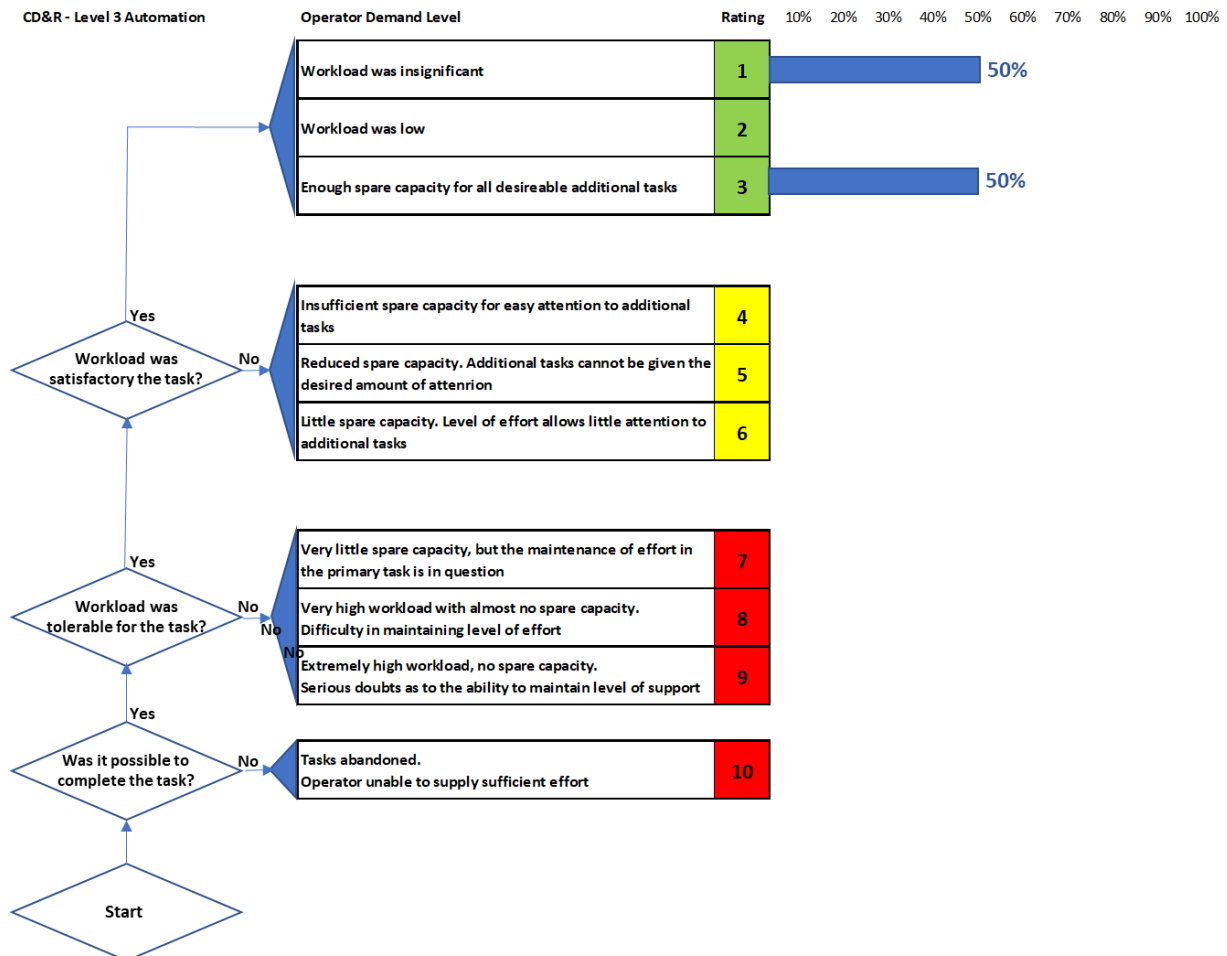 CD&R - Level 3 Automation
Operator Demand Level
Rating
10% 20% 30% 40% 50% 60% 70% 80% 90% 100%
Workload was insignificant
1
50%
Workload was low
2
Enough spare capacity for all desireable additional tasks
3
50%
Yes
Workload was
satisfactory the task?
No
Insufficient spare capacity for easy attention to additional
tasks
4
Reduced spare capacity. Additional tasks cannot be given the
desired amount of attenrion
5
Little spare capacity. Level of effort allows little attention to
additional tasks
6
Yes
Workload was
tolerable for the task?
No
No
No
Very little spare capacity, but the maintenance of effort in
the primary task is in question
7
Very high workload with almost no spare capacity.
Difficulty in maintaining level of effort
8
Extremely high workload, no spare capacity.
Serious doubts as to the ability to maintain level of support
9
Yes
Was it possible to
complete the task?
No
Tasks abandoned.
Operator unable to supply sufficient effort
10
Start